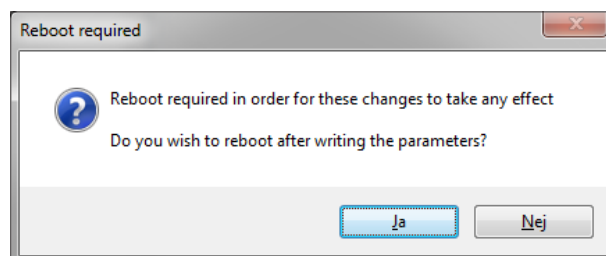 Reboot required
Reboot required in order for these changes to take any effect
Do you wish to reboot after writing the parameters?
Ja
Nej